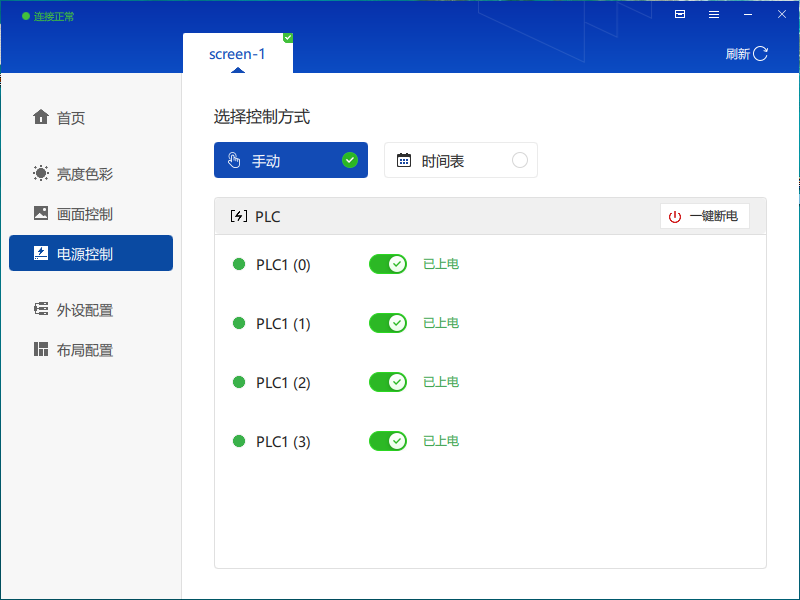 连接正常
screen-1
刷新
首页
亮度色彩
画面控制
电源控制
外设配置
布局配置
选择控制方式
手动
时间表
PLC
一键断电
PLC1 (0)
已上电
PLC1 (1)
已上电
PLC1 (2)
已上电
PLC1 (3)
已上电